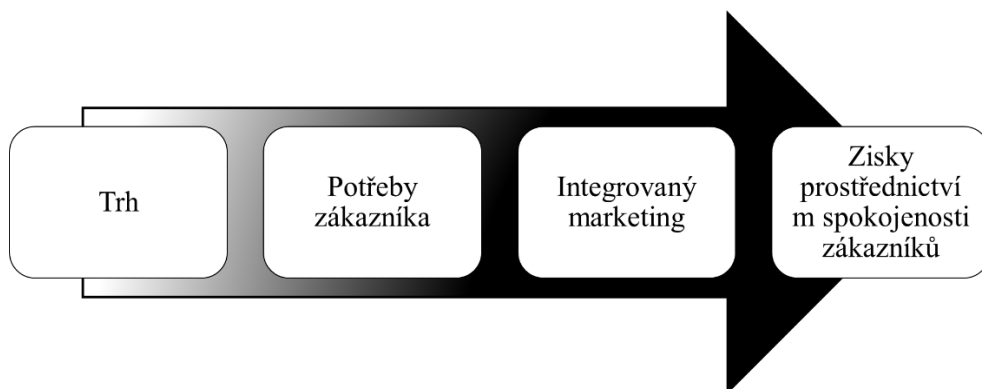 Trh
Potřeby
zákazníka
Integrovaný
marketing
Zisky
prostřednictví
m spokojenosti
zákazníků